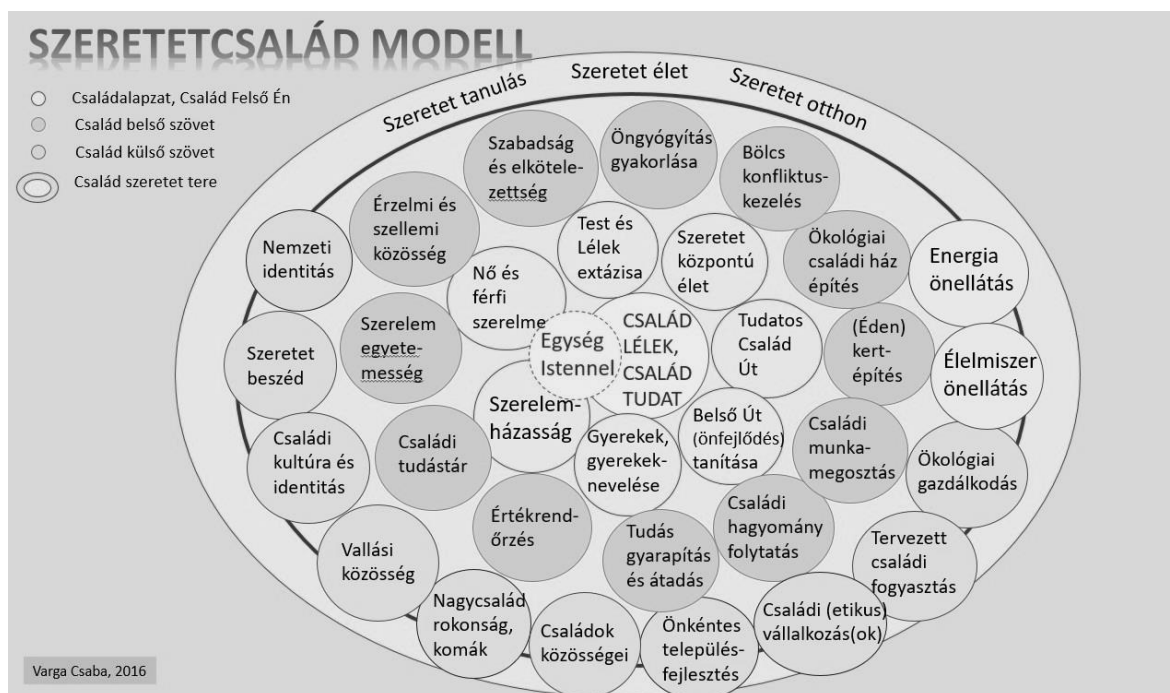 SZERETETCSALÁD MODELL
Családalapzat, Család Felső Én
Család belső szövet
Család külső szövet
Család szeretet tere
Szeretet tanulás
Szeretet élet
Szeretet otthon
Szabadság
és elkötele-
zettség
Öngyógyítás
gyakorlása
Bölcs
konfliktus-
kezelés
Érzelmi és
szellemi
közösség
Test és
Lélek
extázisa
Szeretet
központú
élet
Ökológiai
családi ház
építés
Nemzeti
identitás
Nő és
férfi
szerelme
Energia
önellátás
Szeretet
beszéd
Szerelem
egyete-
messég
Egység
Istennel
CSALÁD
LÉLEK,
CSALÁD
TUDAT
Tudatos
Család
Út
(Éden)
kert-
építés
Élelmiszer
önellátás
Szerelem-
házasság
Családi
kultúra és
identitás
Családi
tudástár
Gyerekek,
gyerekek-
nevelése
Belső Út
(önfejlődés)
tanítása
Családi
munka-
megosztás
Ökológiai
gazdálkodás
Értékrend-
őrzés
Tudás
gyarapítás
és átadás
Családi
hagyomány
folytatás
Vallási
közösség
Tervezett
családi
fogyasztás
Nagycsalád
rokonság,
komák
Családok
közösségei
Önkéntes
település-
fejlesztés
Családi (etikus)
vállalkozás(ok)
Varga Csaba, 2016